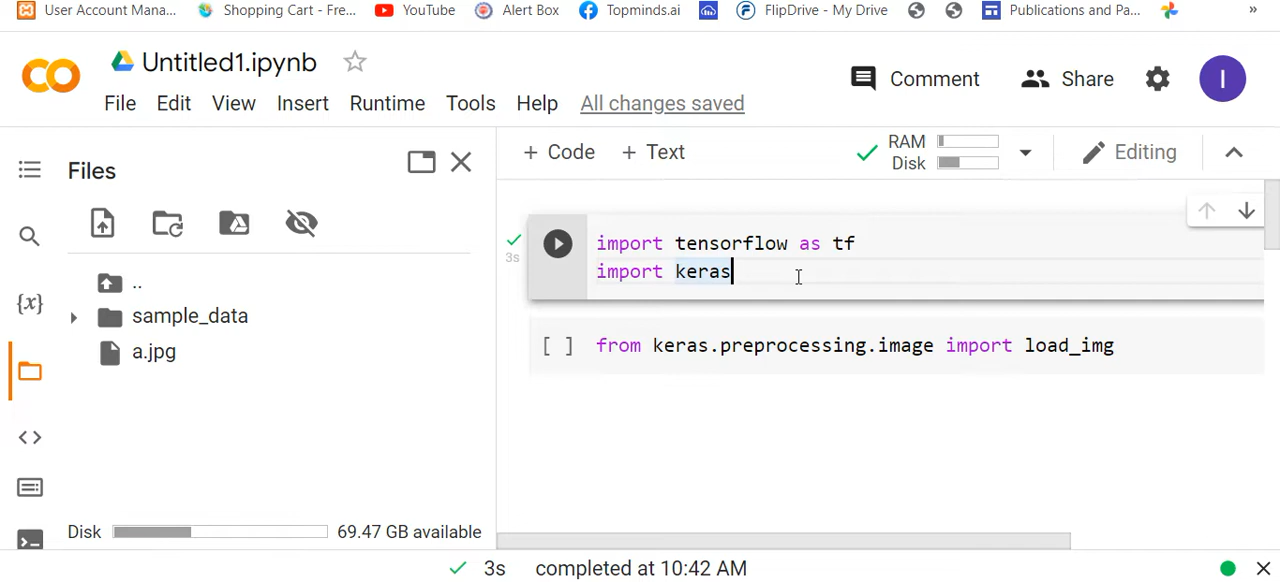 User Account Mana... Shopping Cart - Fre... YouTube Alert Box Topminds.ai FlipDrive - My Drive Publications and Pa... »
Untitled1.ipynb
Comment Share I
File Edit View Insert Runtime Tools Help All changes saved
Files
+ Code + Text
RAM
Disk
Editing
3s
import tensorflow as tf
import keras
{x}
..
sample_data
a.jpg
[ ] from keras.preprocessing.image import load_img
<>
Disk 69.47 GB available
3s completed at 10:42 AM